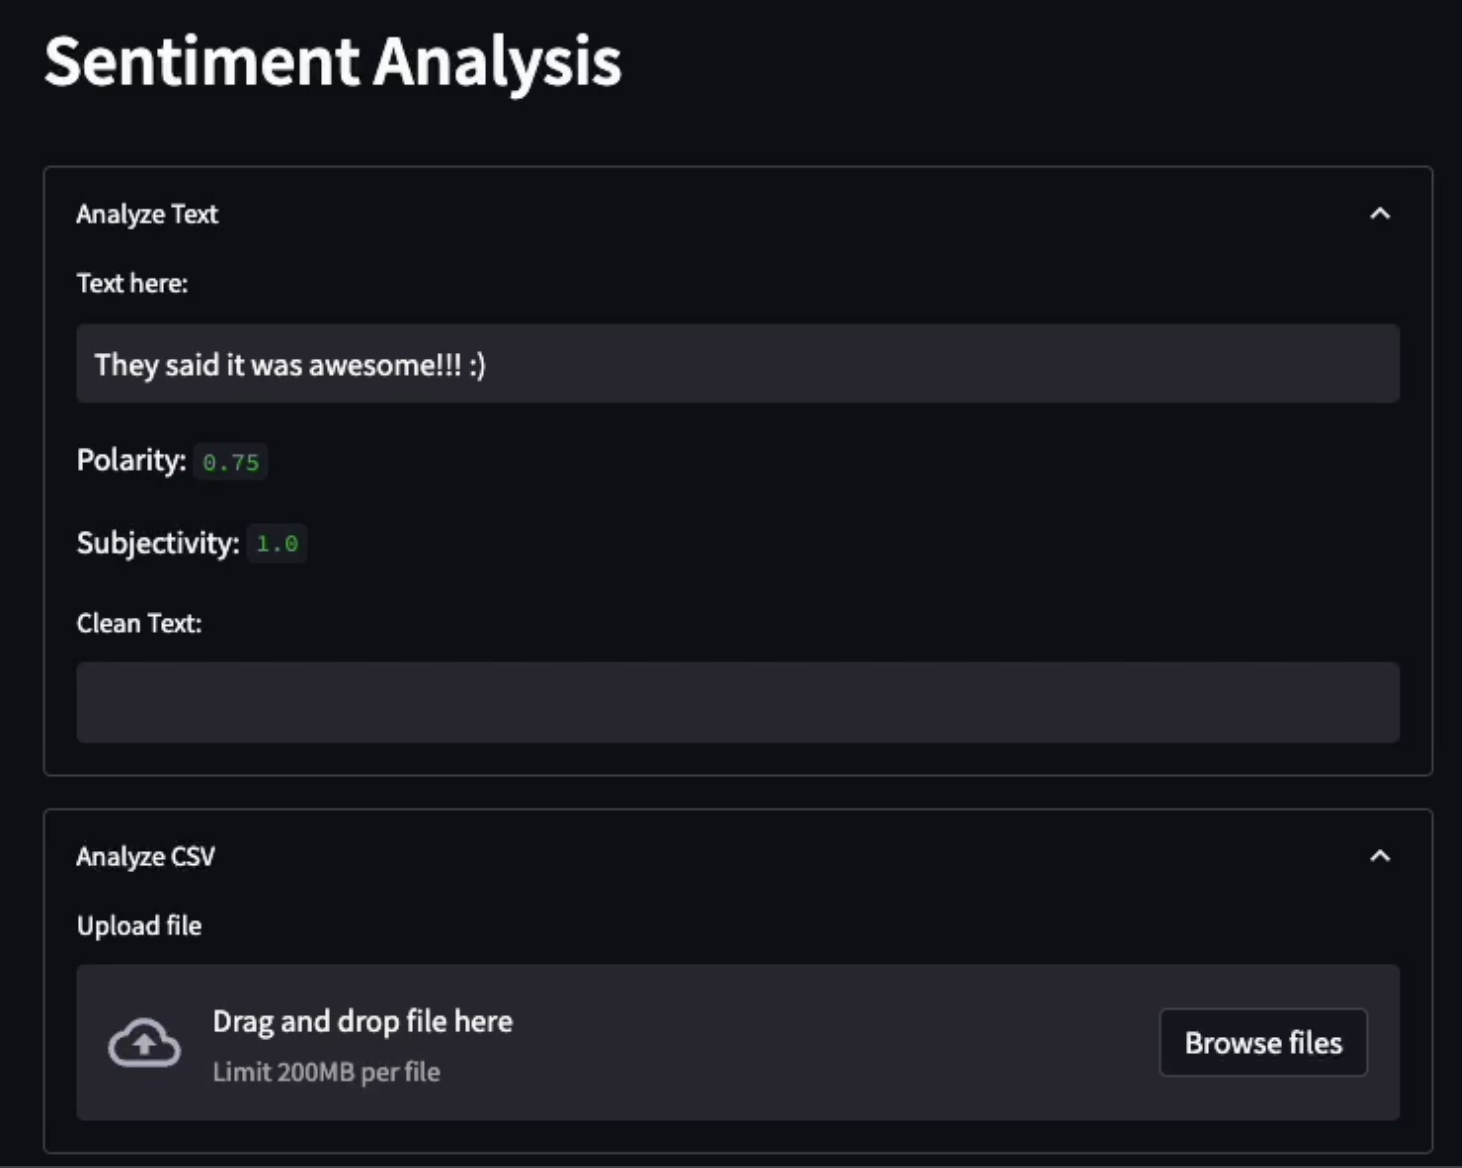 Sentiment Analysis
Analyze Text
Text here:
They said it was awesome!!! :)
Polarity: 0.75
Subjectivity: 1.0
Clean Text:
Analyze CSV
Upload file
Drag and drop file here
Limit 200MB per file
Browse files